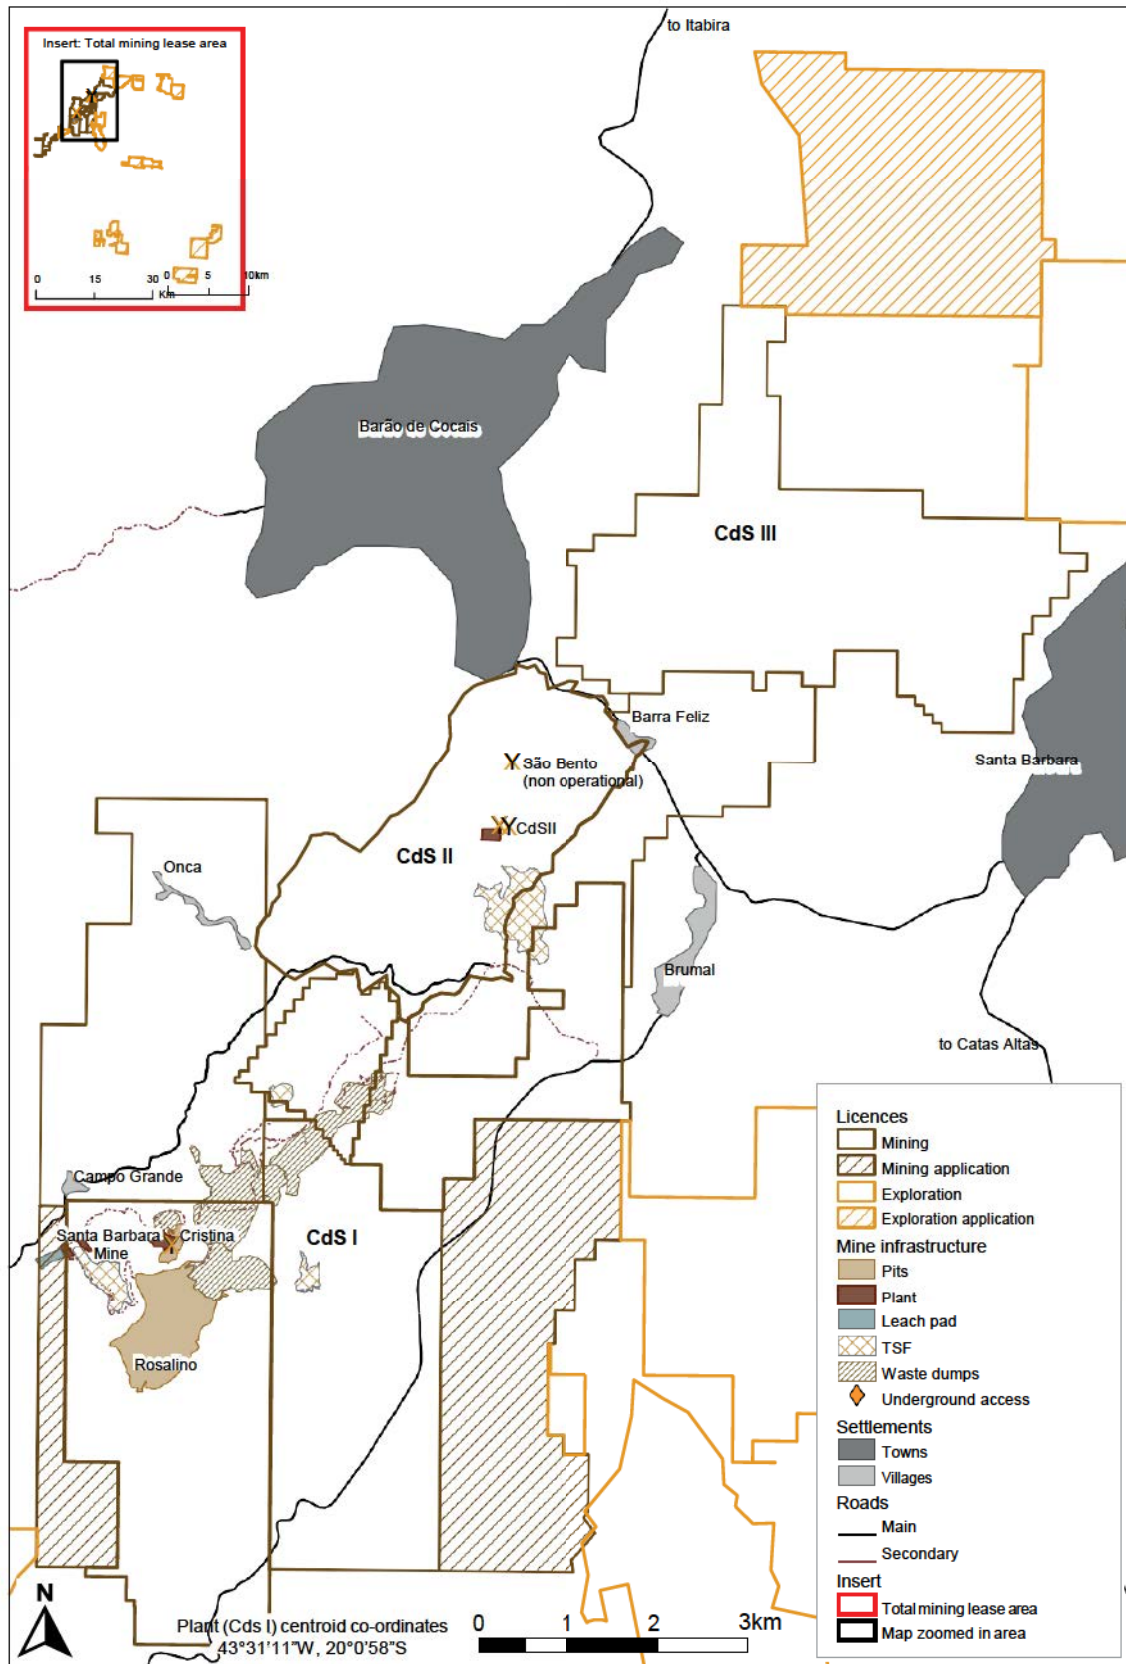 to Itabira
Insert: Total mining lease area
0 15 30 0 5 10km
Km
Barão de Cocais
CdS III
Barra Feliz
São Bento
(non operational)
Santa Barbara
CdSII
CdS II
Onca
Brumal
to Catas Altas
Campo Grande
Santa Barbara
Mine
Cristina
CdS I
Rosalino
Licences
Mining
Mining application
Exploration
Exploration application
Mine infrastructure
Pits
Plant
Leach pad
TSF
Waste dumps
Underground access
Settlements
Towns
Villages
Roads
Main
Secondary
Insert
Total mining lease area
Map zoomed in area
N
Plant (Cds I) centroid co-ordinates
43°31'11"W, 20°0'58"S
0 1 2 3km